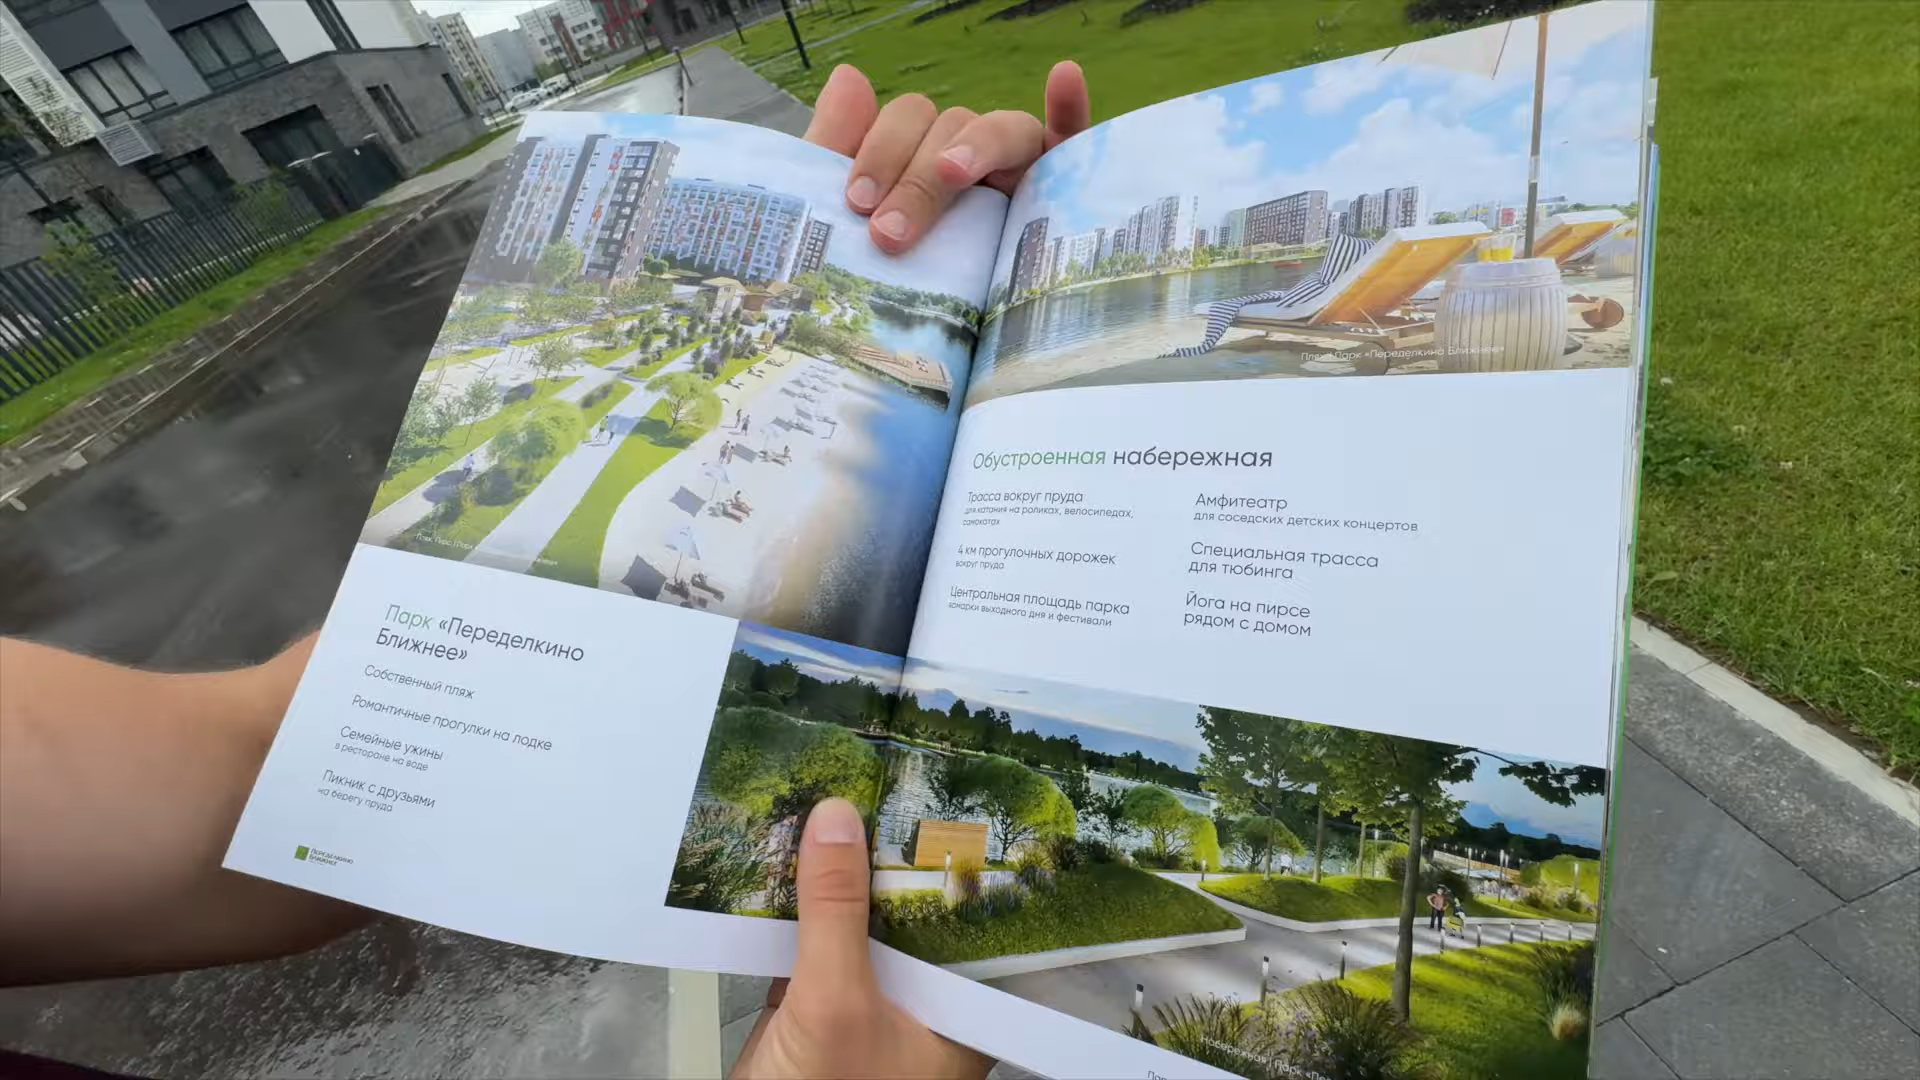 Парк «Переделкино
Ближнее»
Собственный пляж
Романтичные прогулки на лодке
Семейные ужины
в ресторане на воде
Пикник с друзьями
на берегу пруда
Переделкино
Ближнее
Пляж. Парк «Переделкино Ближнее»
Обустроенная набережная
Трасса вокруг пруда
для катания на роликах, велосипедах,
самокатах
4 км прогулочных дорожек
вокруг пруда
Центральная площадь парка
ярмарки выходного дня и фестивали
Амфитеатр
для соседских детских концертов
Специальная трасса
для тюбинга
Йога на пирсе
рядом с домом
Набережная | Парк